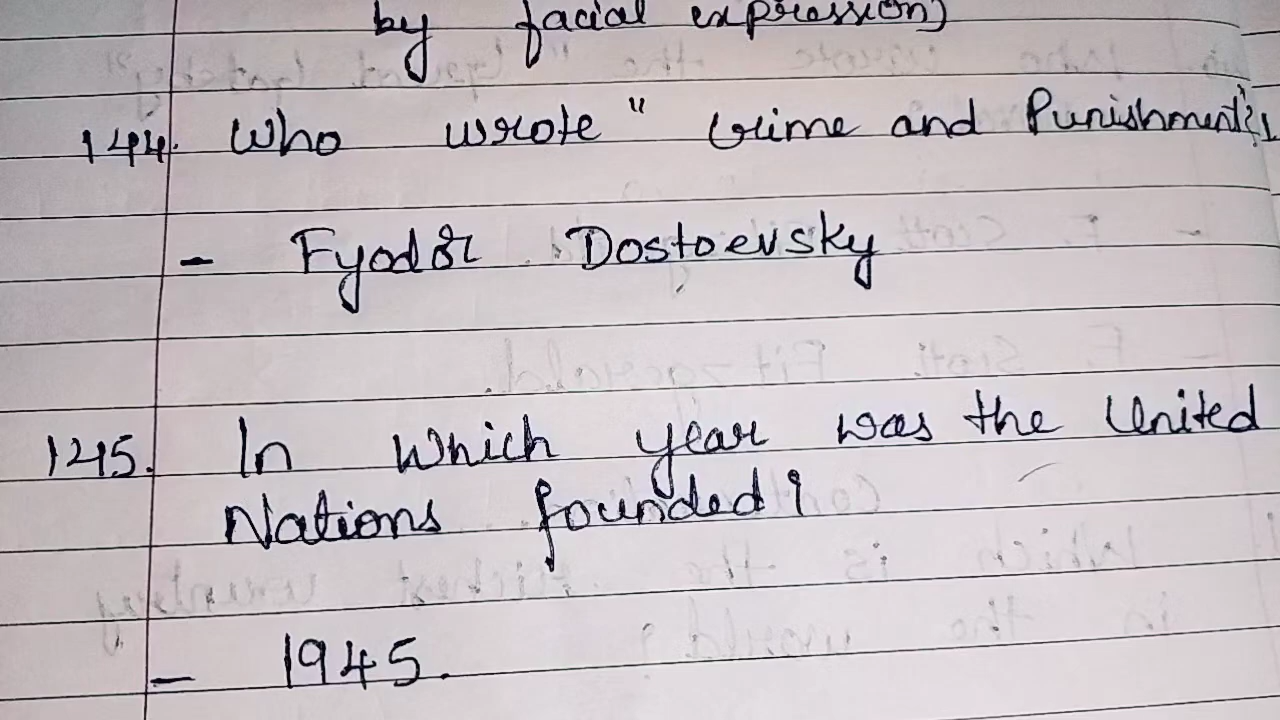 by facial expression)
144. Who wrote "Crime and Punishment"?
- Fyodor Dostoevsky
145. In which year was the United
Nations founded?
- 1945.